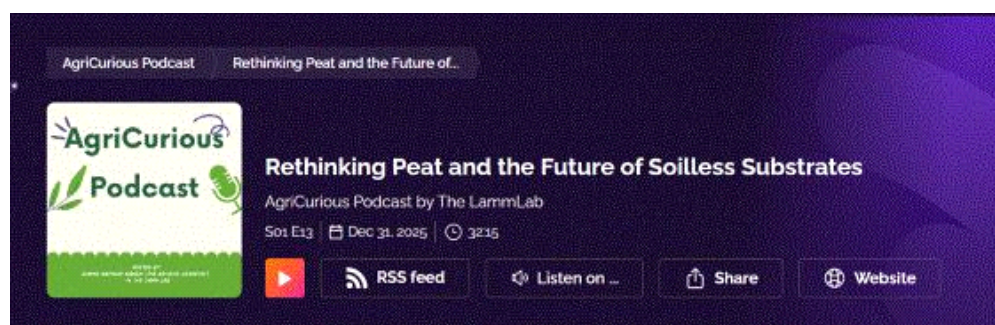 AgriCurious Podcast
Rethinking Peat and the Future of...
AgriCurious
Podcast
Rethinking Peat and the Future of Soilless Substrates
AgriCurious Podcast by The LammLab
S01 E13
Dec 31, 2025
32:15
RSS feed
Listen on ...
Share
Website